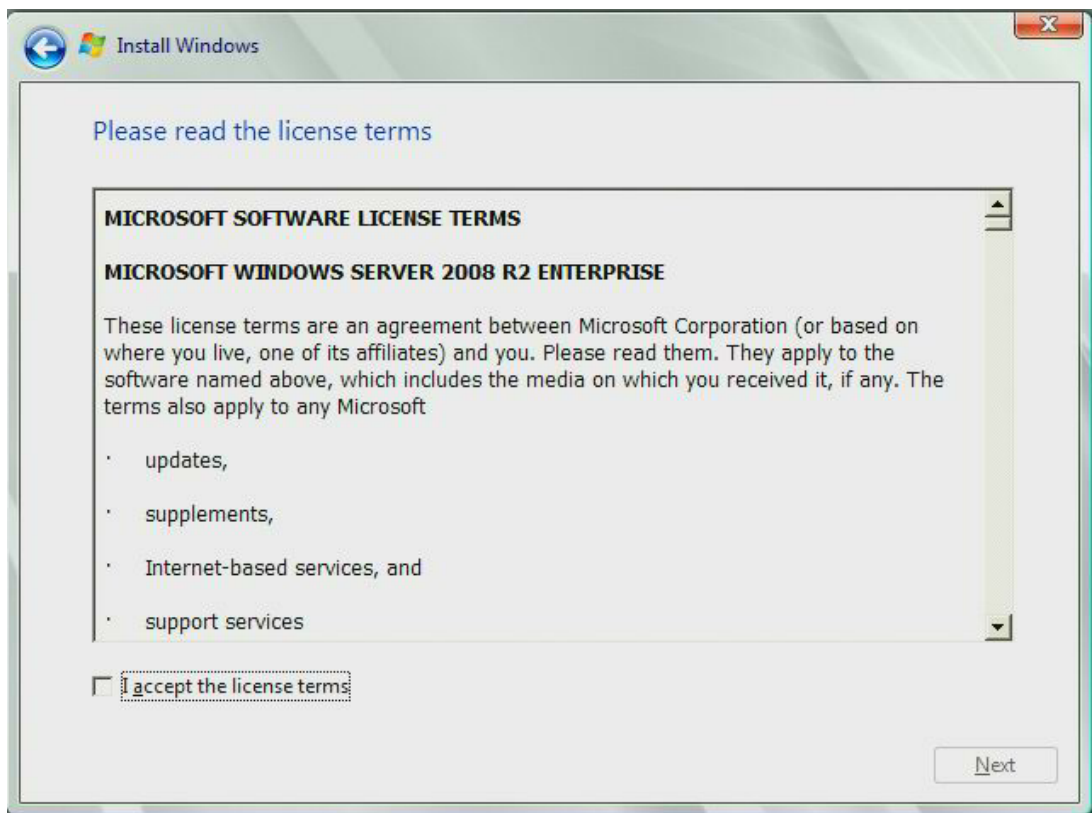 Install Windows
Please read the license terms
MICROSOFT SOFTWARE LICENSE TERMS
MICROSOFT WINDOWS SERVER 2008 R2 ENTERPRISE
These license terms are an agreement between Microsoft Corporation (or based on
where you live, one of its affiliates) and you. Please read them. They apply to the
software named above, which includes the media on which you received it, if any. The
terms also apply to any Microsoft
· updates,
· supplements,
· Internet-based services, and
· support services
I accept the license terms
Next